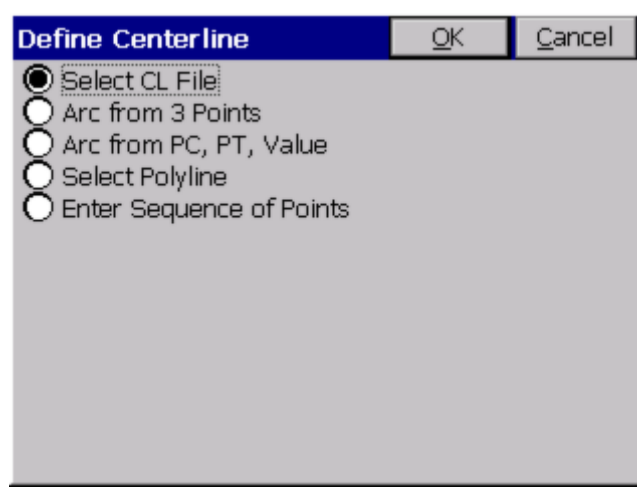 Define Centerline OK Cancel
Select CL File
Arc from 3 Points
Arc from PC, PT, Value
Select Polyline
Enter Sequence of Points